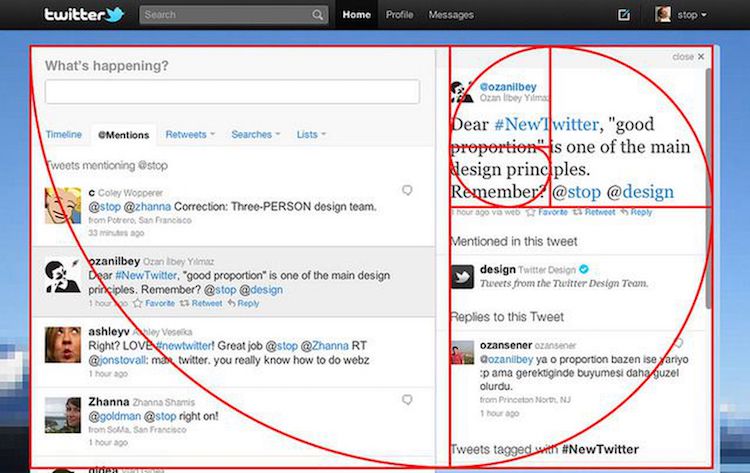 twitter
Search
Home
Profile
Messages
stop
What's happening?
Timeline
@Mentions
Retweets
Searches
Lists
Tweets mentioning @stop
c Coley Wopperer
@stop @zhanna Correction: Three-PERSON design team.
from Potrero, San Francisco
33 minutes ago
ozanilbey Ozan İlbey Yılmaz
Dear #NewTwitter, "good proportion" is one of the main design
principles. Remember? @stop @design
1 hour ago Favorite Retweet Reply
ashleyv Ashley Veselka
Right? LOVE #newtwitter! Great job @stop @Zhanna RT
@jonstovall: man, twitter. you really know how to do webz
1 hour ago
Zhanna Zhanna Shamis
@goldman @stop right on!
from SoMa, San Francisco
1 hour ago
close ×
@ozanilbey
Ozan İlbey Yılmaz
Dear #NewTwitter, "good
proportion" is one of the main
design principles.
Remember? @stop @design
1 hour ago via web Favorite Retweet Reply
Mentioned in this tweet
design Twitter Design
Tweets from the Twitter Design Team.
Replies to this Tweet
ozansener ozansener
@ozanilbey ya o proportion bazen ise yariyo
:p ama gerektiginde buyumesi daha guzel
olurdu.
from Princeton North, NJ
1 hour ago
Tweets tagged with #NewTwitter